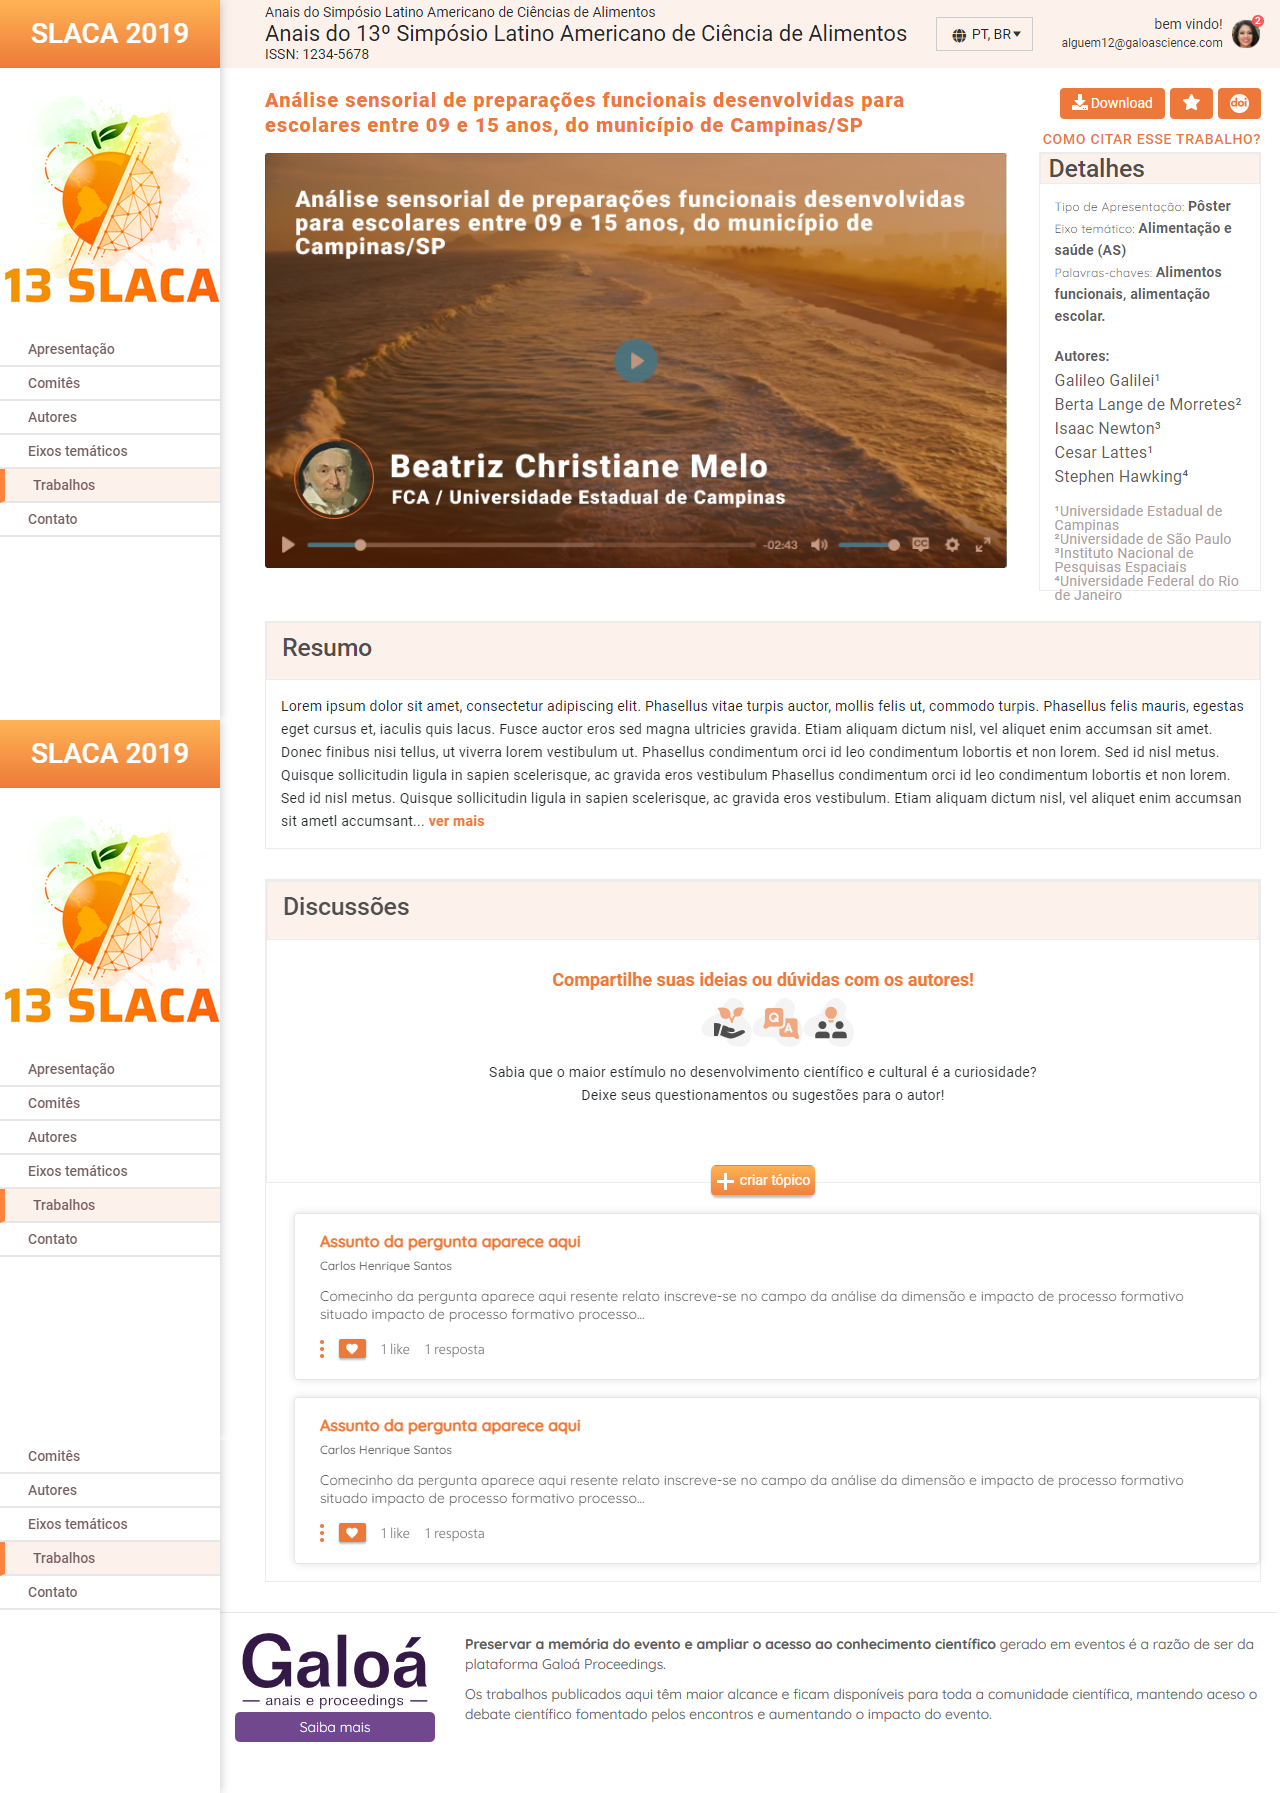 SLACA 2019
Anais do Simpósio Latino Americano de Ciências de Alimentos
Anais do 13º Simpósio Latino Americano de Ciência de Alimentos
ISSN: 1234-5678
PT, BR
bem vindo!
alguem12@galoascience.com
2
13 SLACA
Apresentação
Comitês
Autores
Eixos temáticos
Trabalhos
Contato
Análise sensorial de preparações funcionais desenvolvidas para
escolares entre 09 e 15 anos, do município de Campinas/SP
Download
doi
COMO CITAR ESSE TRABALHO?
Análise sensorial de preparações funcionais desenvolvidas
para escolares entre 09 e 15 anos, do município de
Campinas/SP
Beatriz Christiane Melo
FCA / Universidade Estadual de Campinas
-02:43
CC
Detalhes
Tipo de Apresentação: Pôster
Eixo temático: Alimentação e
saúde (AS)
Palavras-chaves: Alimentos
funcionais, alimentação
escolar.
Autores:
Galileo Galilei¹
Berta Lange de Morretes²
Isaac Newton³
Cesar Lattes¹
Stephen Hawking⁴
¹Universidade Estadual de
Campinas
²Universidade de São Paulo
³Instituto Nacional de
Pesquisas Espaciais
⁴Universidade Federal do Rio
de Janeiro
Resumo
Lorem ipsum dolor sit amet, consectetur adipiscing elit. Phasellus vitae turpis auctor, mollis felis ut, commodo turpis. Phasellus felis mauris, egestas
eget cursus et, iaculis quis lacus. Fusce auctor eros sed magna ultricies gravida. Etiam aliquam dictum nisl, vel aliquet enim accumsan sit amet.
Donec finibus nisi tellus, ut viverra lorem vestibulum ut. Phasellus condimentum orci id leo condimentum lobortis et non lorem. Sed id nisl metus.
Quisque sollicitudin ligula in sapien scelerisque, ac gravida eros vestibulum Phasellus condimentum orci id leo condimentum lobortis et non lorem.
Sed id nisl metus. Quisque sollicitudin ligula in sapien scelerisque, ac gravida eros vestibulum. Etiam aliquam dictum nisl, vel aliquet enim accumsan
sit ametl accumsant... ver mais
SLACA 2019
13 SLACA
Apresentação
Comitês
Autores
Eixos temáticos
Trabalhos
Contato
Discussões
Compartilhe suas ideias ou dúvidas com os autores!
Q
A
Sabia que o maior estímulo no desenvolvimento científico e cultural é a curiosidade?
Deixe seus questionamentos ou sugestões para o autor!
criar tópico
Assunto da pergunta aparece aqui
Carlos Henrique Santos
Comecinho da pergunta aparece aqui resente relato inscreve-se no campo da análise da dimensão e impacto de processo formativo
situado impacto de processo formativo processo...
1 like 1 resposta
Assunto da pergunta aparece aqui
Carlos Henrique Santos
Comecinho da pergunta aparece aqui resente relato inscreve-se no campo da análise da dimensão e impacto de processo formativo
situado impacto de processo formativo processo...
1 like 1 resposta
Comitês
Autores
Eixos temáticos
Trabalhos
Contato
Galoá
anais e proceedings
Saiba mais
Preservar a memória do evento e ampliar o acesso ao conhecimento científico gerado em eventos é a razão de ser da
plataforma Galoá Proceedings.
Os trabalhos publicados aqui têm maior alcance e ficam disponíveis para toda a comunidade científica, mantendo aceso o
debate científico fomentado pelos encontros e aumentando o impacto do evento.